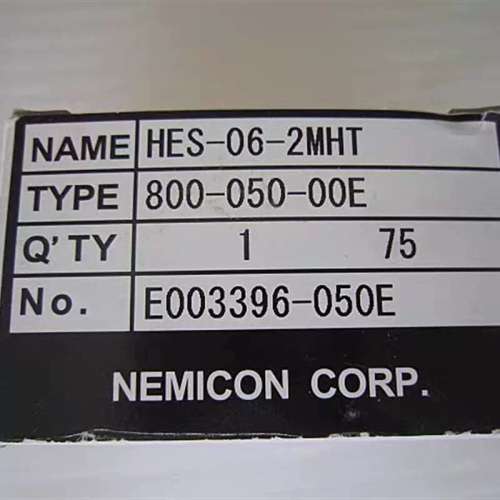 NAME HES-06-2MHT
TYPE 800-050-00E
Q'TY 1 75
No. E003396-050E
NEMICON CORP.